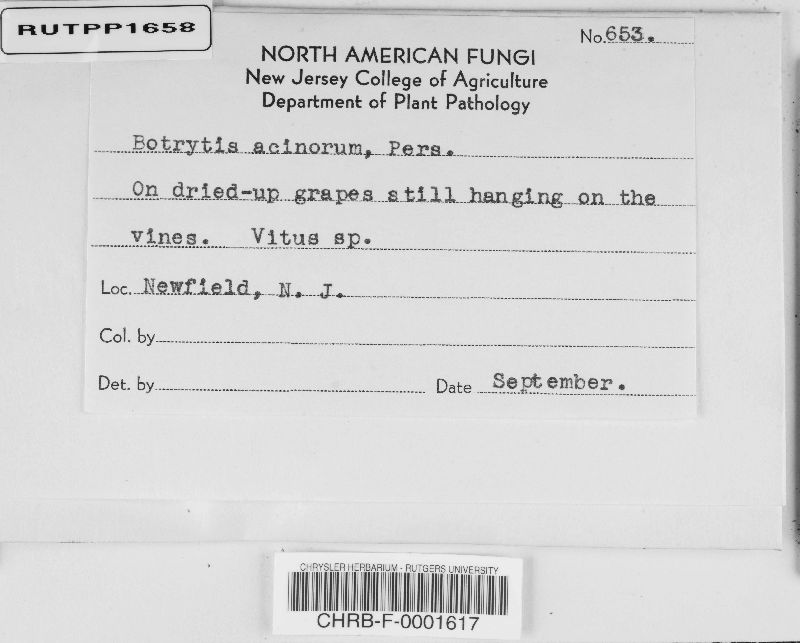 RUTPP1658
No. 653.
NORTH AMERICAN FUNGI
New Jersey College of Agriculture
Department of Plant Pathology
Botrytis acinorum, Pers.
On dried-up grapes still hanging on the
vines. Vitus sp.
Loc. Newfield, N. J.
Col. by
Det. by Date September.
CHRYSLER HERBARIUM - RUTGERS UNIVERSITY
CHRB-F-0001617